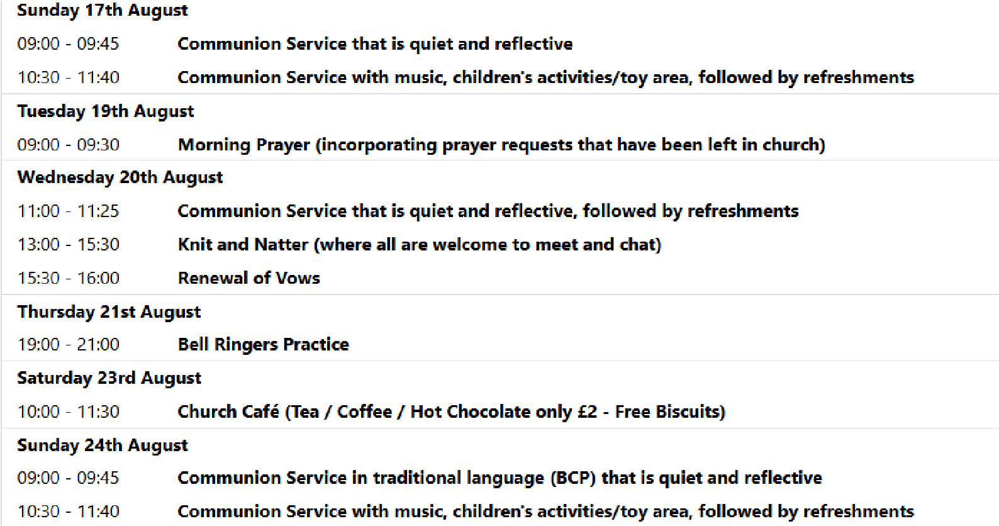 Sunday 17th August
09:00 - 09:45 Communion Service that is quiet and reflective
10:30 - 11:40 Communion Service with music, children's activities/toy area, followed by refreshments
Tuesday 19th August
09:00 - 09:30 Morning Prayer (incorporating prayer requests that have been left in church)
Wednesday 20th August
11:00 - 11:25 Communion Service that is quiet and reflective, followed by refreshments
13:00 - 15:30 Knit and Natter (where all are welcome to meet and chat)
15:30 - 16:00 Renewal of Vows
Thursday 21st August
19:00 - 21:00 Bell Ringers Practice
Saturday 23rd August
10:00 - 11:30 Church Café (Tea / Coffee / Hot Chocolate only £2 - Free Biscuits)
Sunday 24th August
09:00 - 09:45 Communion Service in traditional language (BCP) that is quiet and reflective
10:30 - 11:40 Communion Service with music, children's activities/toy area, followed by refreshments